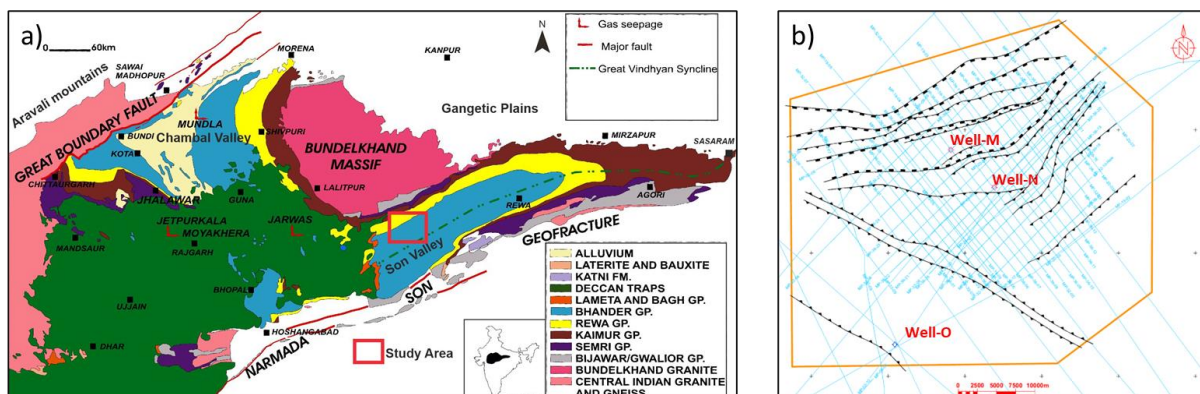 a)
0 60km
N
Gas seepage
Major fault
Great Vindhyan Syncline
MORENA
KANPUR
SAWAI
MADHOPUR
Aravali mountains
GREAT BOUNDARY FAULT
MUNDLA
Chambal Valley
SHIVPURI
Gangetic Plains
BUNDI
KOTA
BUNDELKHAND
MASSIF
MIRZAPUR
SASARAM
CHITTAURGARH
JHALAWAR
GUNA
LALITPUR
REWA
AGORI
JETPURKALA
MOYAKHERA
JARWAS
MANDSAUR
RAJGARH
Son Valley
GEOFRACTURE
BHOPAL
UJJAIN
SON
HOSHANGABAD
DHAR
NARMADA
Study Area
ALLUVIUM
LATERITE AND BAUXITE
KATNI FM.
DECCAN TRAPS
LAMETA AND BAGH GP.
BHANDER GP.
REWA GP.
KAIMUR GP.
SEMRI GP.
BIJAWAR/GWALIOR GP.
BUNDELKHAND GRANITE
CENTRAL INDIAN GRANITE
AND GNEISS
b)
Well-M
Well-N
Well-O
0 2500 5000 7500 10000m